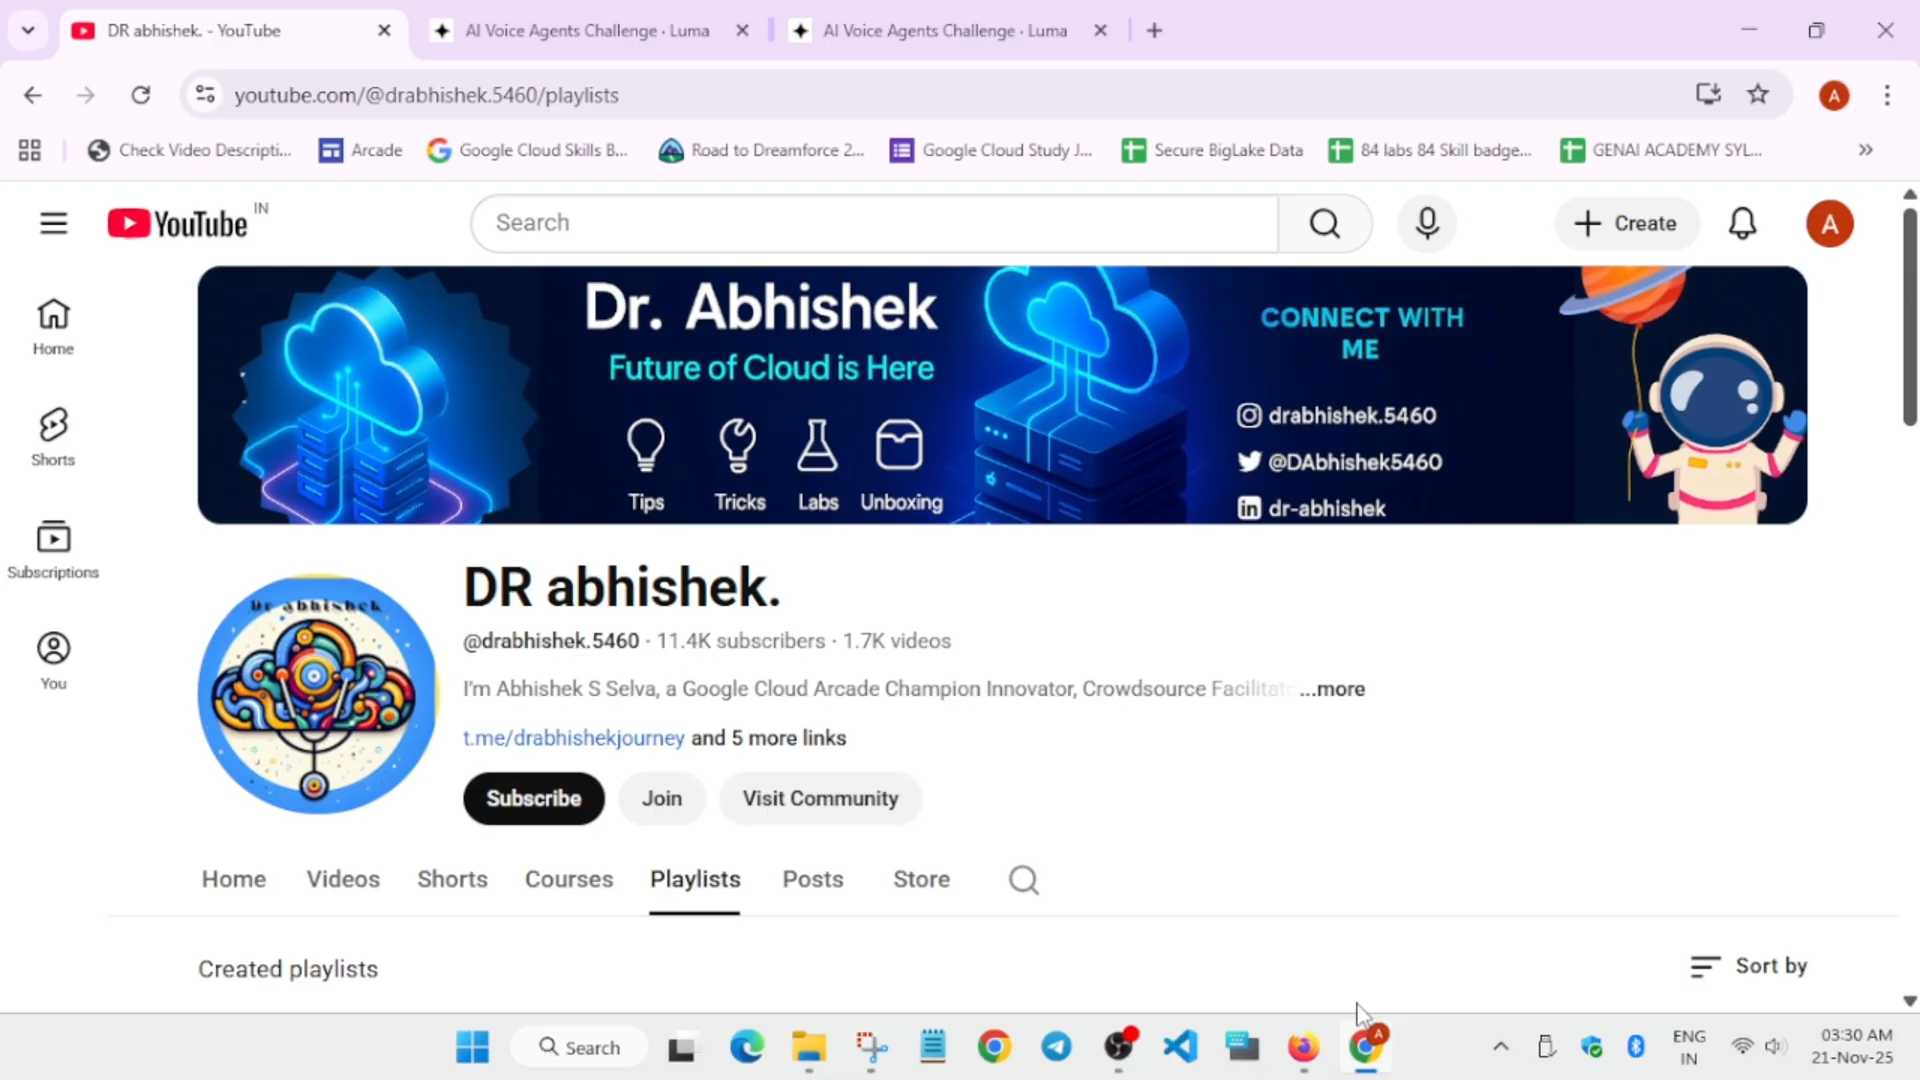 DR abhishek. - YouTube
AI Voice Agents Challenge · Luma
AI Voice Agents Challenge · Luma
youtube.com/@drabhishek.5460/playlists
A
Check Video Descripti...
Arcade
Google Cloud Skills B...
Road to Dreamforce 2...
Google Cloud Study J...
Secure BigLake Data
84 labs 84 Skill badge...
GENAI ACADEMY SYL...
YouTube IN
Search
Create
A
Home
Shorts
Subscriptions
You
Dr. Abhishek
Future of Cloud is Here
Tips
Tricks
Labs
Unboxing
CONNECT WITH
ME
drabhishek.5460
@DAbhishek5460
in dr-abhishek
Dr abhishek
DR abhishek.
@drabhishek.5460 · 11.4K subscribers · 1.7K videos
I'm Abhishek S Selva, a Google Cloud Arcade Champion Innovator, Crowdsource Facilitat ...more
t.me/drabhishekjourney and 5 more links
Subscribe
Join
Visit Community
Home
Videos
Shorts
Courses
Playlists
Posts
Store
Created playlists
Sort by
Search
A
ENG
IN
03:30 AM
21-Nov-25